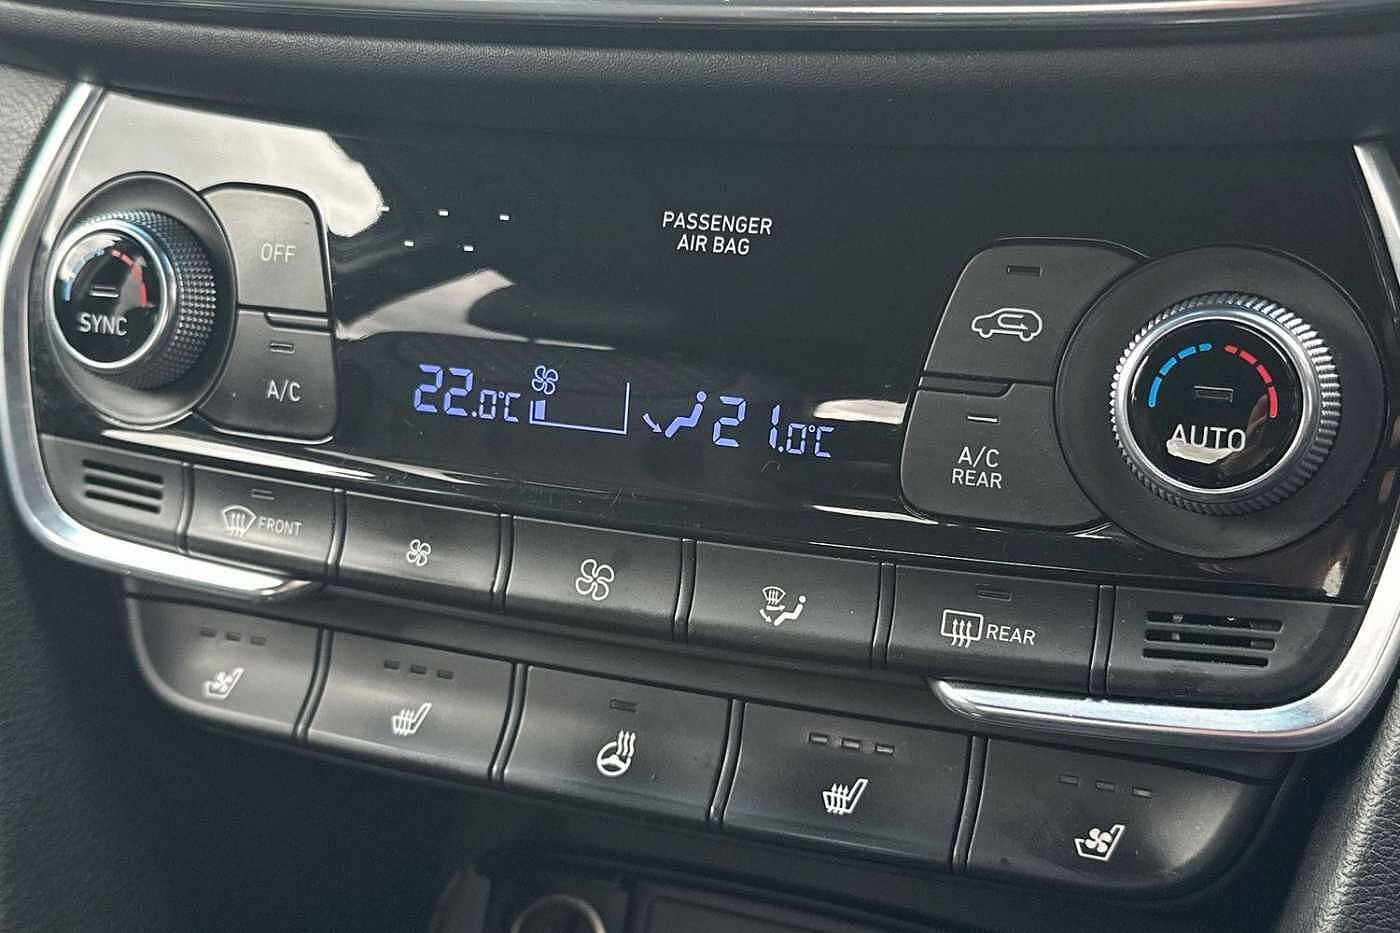 PASSENGER
AIR BAG
OFF
SYNC
A/C
22.0°C
21.0°C
A/C
REAR
AUTO
FRONT
REAR